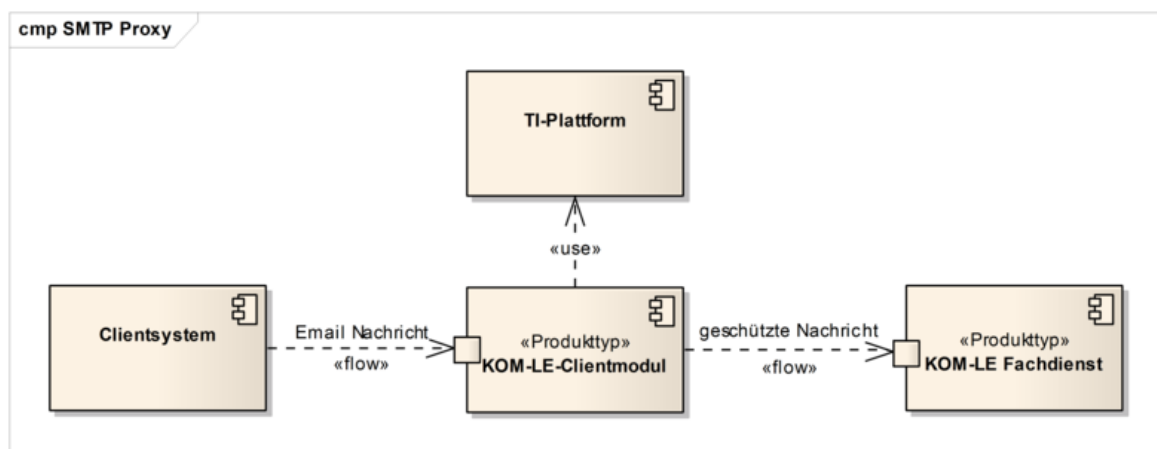 cmp SMTP Proxy
TI-Plattform
«use»
Clientsystem
Email Nachricht
«flow»
«Produkttyp»
KOM-LE-Clientmodul
geschützte Nachricht
«flow»
«Produkttyp»
KOM-LE Fachdienst